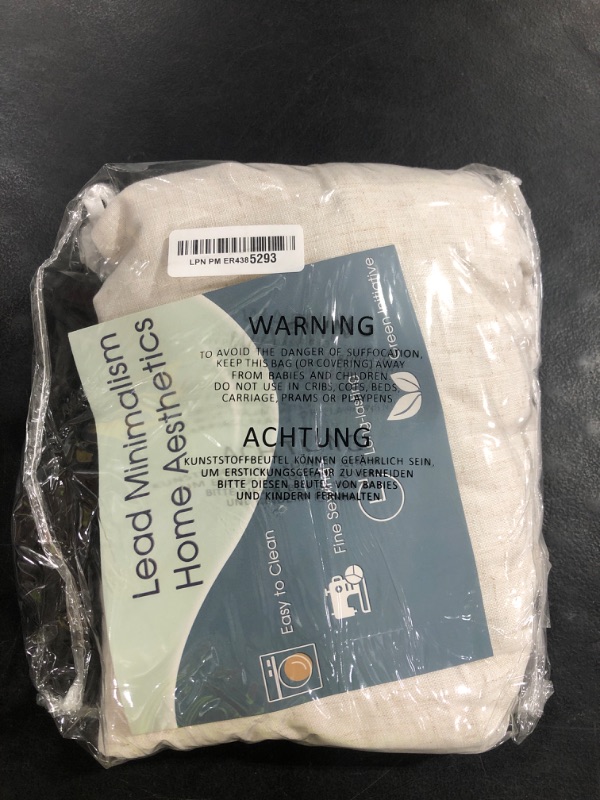 LPN PM ER4385293
WARNING
TO AVOID THE DANGER OF SUFFOCATION,
KEEP THIS BAG (OR COVERING) AWAY
FROM BABIES AND CHILDREN
DO NOT USE IN CRIBS, COTS, BEDS,
CARRIAGE, PRAMS OR PLAYPENS
ACHTUNG
KUNSTSTOFFBEUTEL KÖNNEN GEFÄHRLICH SEIN,
UM ERSTICKUNGSGEFAHR ZU VERNEIDEN
BITTE DIESEN BEUTEL VON BABIES
UND KINDERN FERNHALTEN
Lead Minimalism
Home Aesthetics
Easy to Clean
Fine
Green Initiative